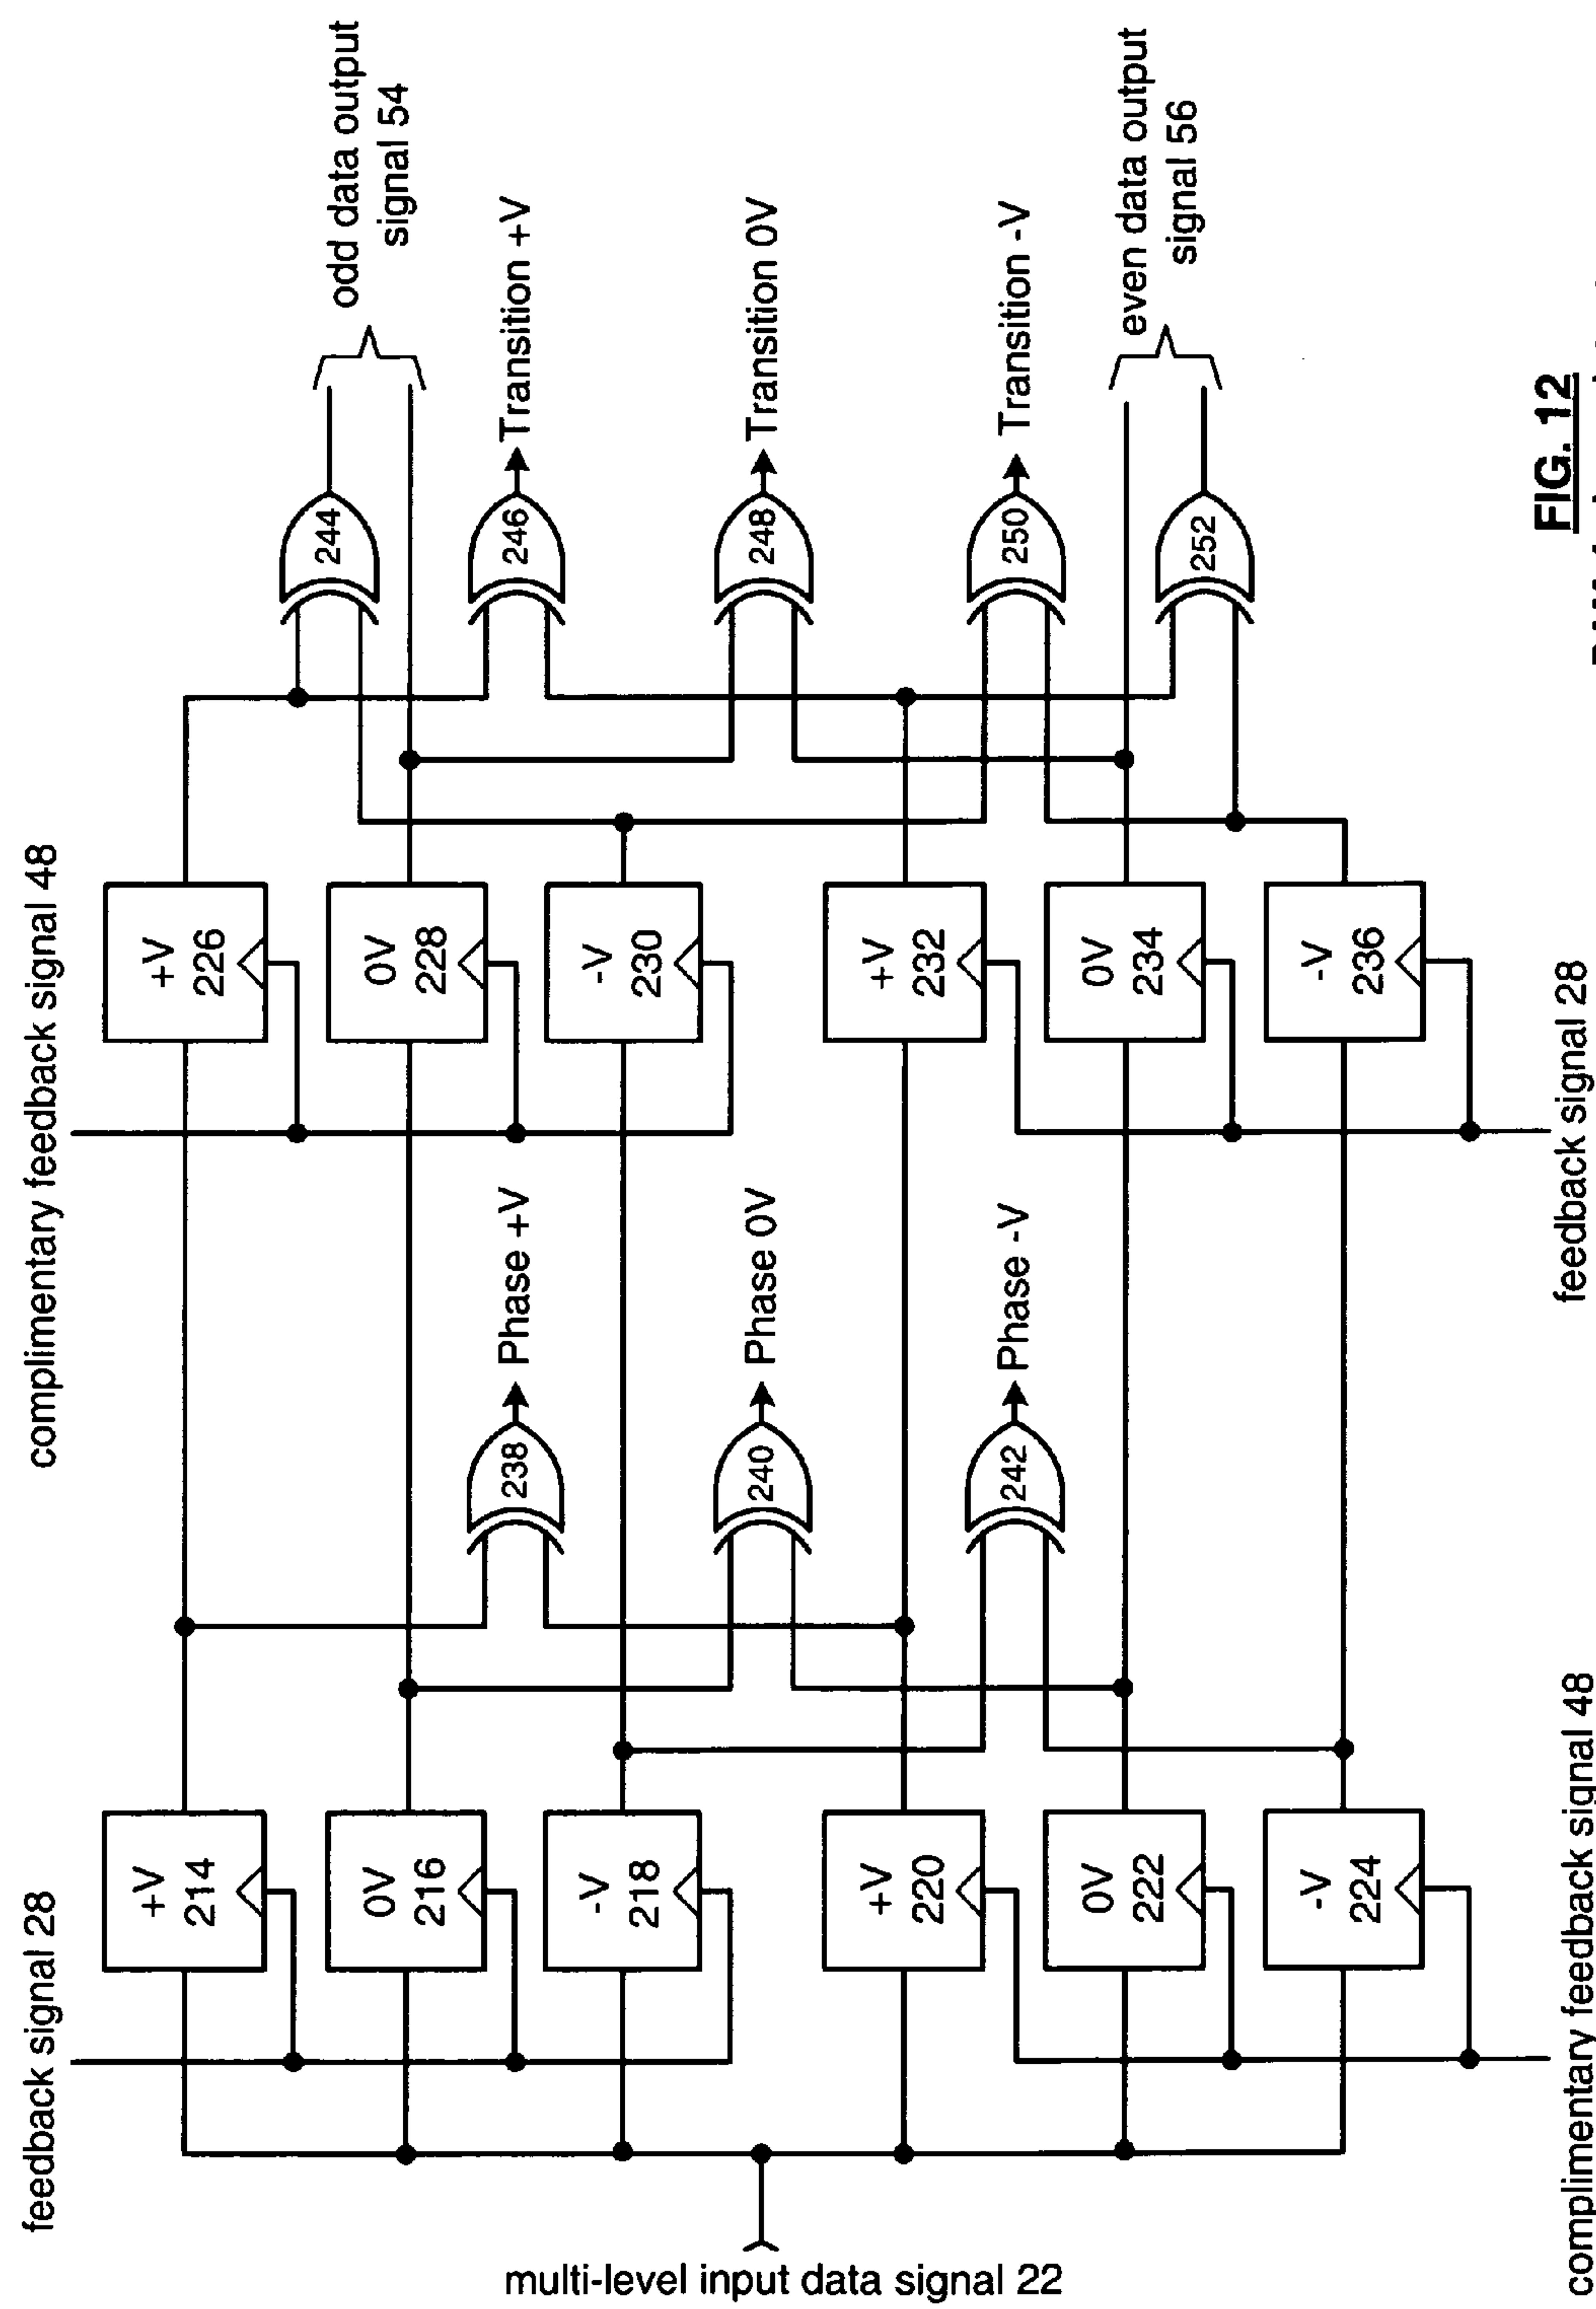 feedback signal 28
complimentary feedback signal 48
+V
214
+V
226
odd data output
signal 54
244
0V
216
0V
228
238
Phase +V
246
Transition +V
-V
218
-V
230
multi-level input data signal 22
240
Phase 0V
248
Transition 0V
+V
220
+V
232
242
Phase -V
250
Transition -V
0V
222
0V
234
252
even data output
signal 56
-V
224
-V
236
complimentary feedback signal 48
feedback signal 28
FIG. 12